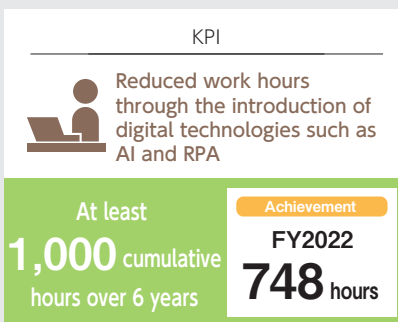 KPI
Reduced work hours
through the introduction of
digital technologies such as
AI and RPA
At least
1,000 cumulative
hours over 6 years
Achievement
FY2022
748 hours